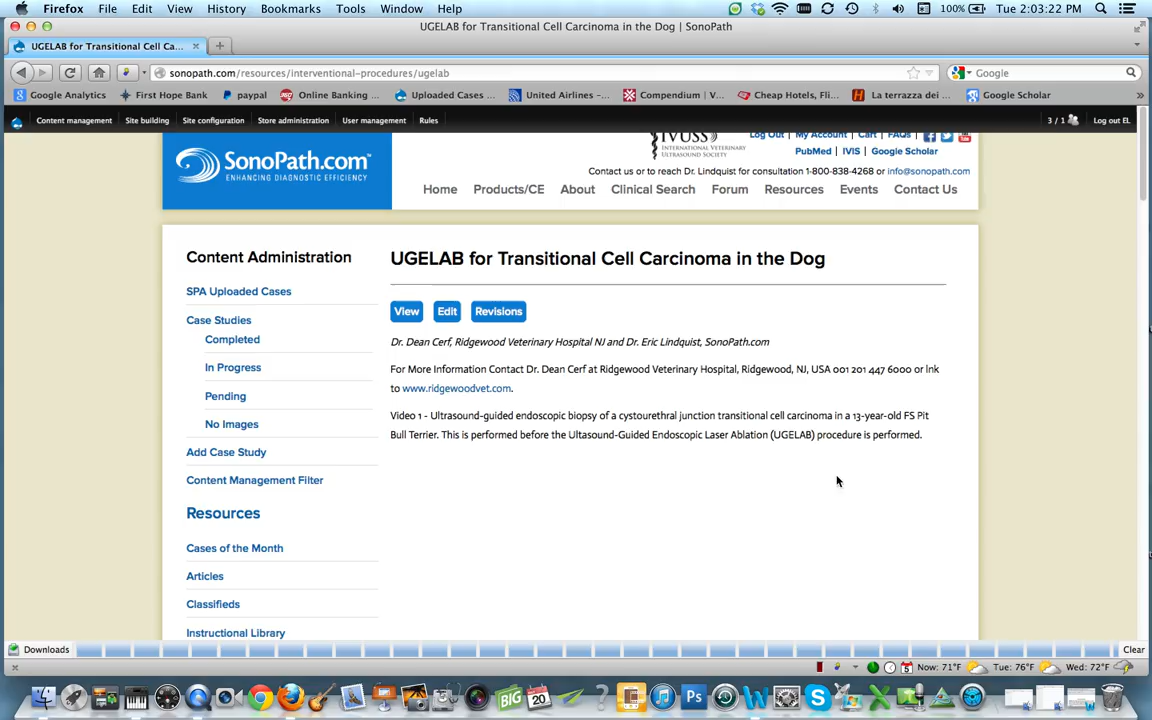 Firefox File Edit View History Bookmarks Tools Window Help 100% Tue 2:03:22 PM
UGELAB for Transitional Cell Carcinoma in the Dog | SonoPath
UGELAB for Transitional Cell Ca...
sonopath.com/resources/interventional-procedures/ugelab Google
Google Analytics First Hope Bank paypal Online Banking ... Uploaded Cases ... United Airlines -... Compendium | V... Cheap Hotels, Fli... La terrazza dei ... Google Scholar
Content management Site building Site configuration Store administration User management Rules 3 / 1 Log out EL
IVUSS Log Out | My Account | Cart | FAQs |
INTERNATIONAL VETERINARY
ULTRASOUND SOCIETY
PubMed | IVIS | Google Scholar
SonoPath.com™
ENHANCING DIAGNOSTIC EFFICIENCY
Contact us or to reach Dr. Lindquist for consultation 1-800-838-4268 or info@sonopath.com
Home Products/CE About Clinical Search Forum Resources Events Contact Us
Content Administration
SPA Uploaded Cases
Case Studies
Completed
In Progress
Pending
No Images
Add Case Study
Content Management Filter
Resources
Cases of the Month
Articles
Classifieds
Instructional Library
UGELAB for Transitional Cell Carcinoma in the Dog
View Edit Revisions
Dr. Dean Cerf, Ridgewood Veterinary Hospital NJ and Dr. Eric Lindquist, SonoPath.com
For More Information Contact Dr. Dean Cerf at Ridgewood Veterinary Hospital, Ridgewood, NJ, USA 001 201 447 6000 or lnk
to www.ridgewoodvet.com.
Video 1 - Ultrasound-guided endoscopic biopsy of a cystourethral junction transitional cell carcinoma in a 13-year-old FS Pit
Bull Terrier. This is performed before the Ultasound-Guided Endoscopic Laser Ablation (UGELAB) procedure is performed.
Downloads Clear
Now: 71°F Tue: 76°F Wed: 72°F